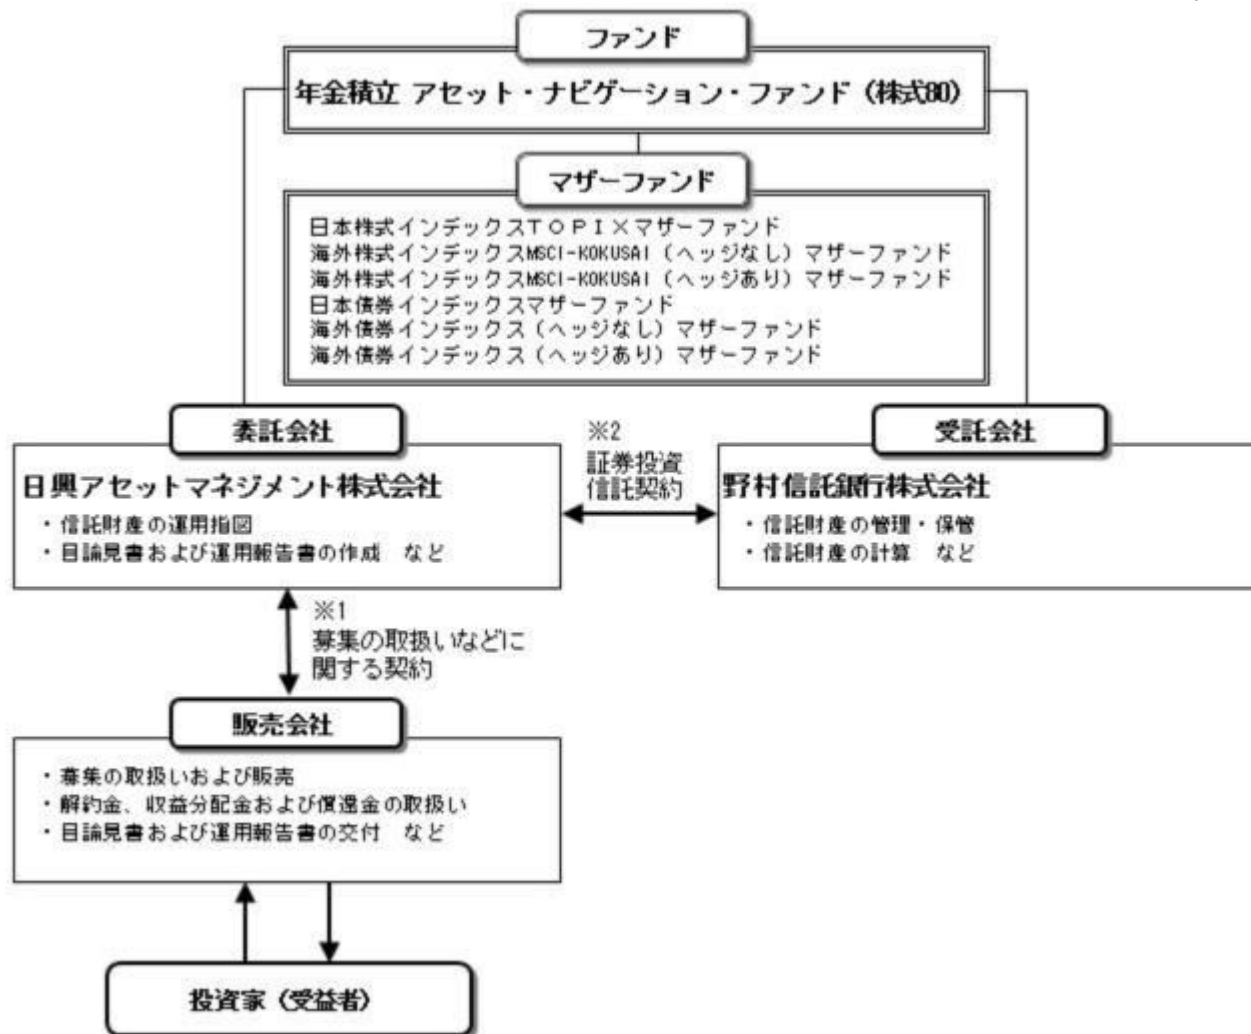 ファンド
年金積立 アセット・ナビゲーション・ファンド（株式80）
マザーファンド
日本株式インデックスＴＯＰＩＸマザーファンド
海外株式インデックスMSCI-KOKUSAI（ヘッジなし）マザーファンド
海外株式インデックスMSCI-KOKUSAI（ヘッジあり）マザーファンド
日本債券インデックスマザーファンド
海外債券インデックス（ヘッジなし）マザーファンド
海外債券インデックス（ヘッジあり）マザーファンド
委託会社
日興アセットマネジメント株式会社
・信託財産の運用指図
・目論見書および運用報告書の作成　など
※2
証券投資
信託契約
受託会社
野村信託銀行株式会社
・信託財産の管理・保管
・信託財産の計算　など
※1
募集の取扱いなどに
関する契約
販売会社
・募集の取扱いおよび販売
・解約金、収益分配金および償還金の取扱い
・目論見書および運用報告書の交付　など
投資家（受益者）